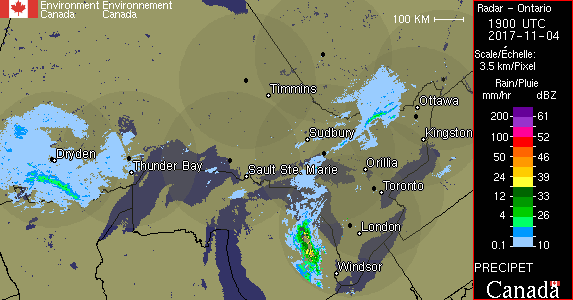 Environment Environnement
Canada Canada
100 KM
Timmins
Ottawa
Sudbury
Kingston
Dryden
Thunder Bay
Sault Ste. Marie
Orillia
Toronto
London
Windsor
Radar - Ontario
1900 UTC
2017-11-04
Scale/Échelle:
3.5 km/Pixel
Rain/Pluie
mm/hr dBZ
200 61
100 52
50 46
24 39
12 33
4 26
0.1 10
PRECIPET
Canada